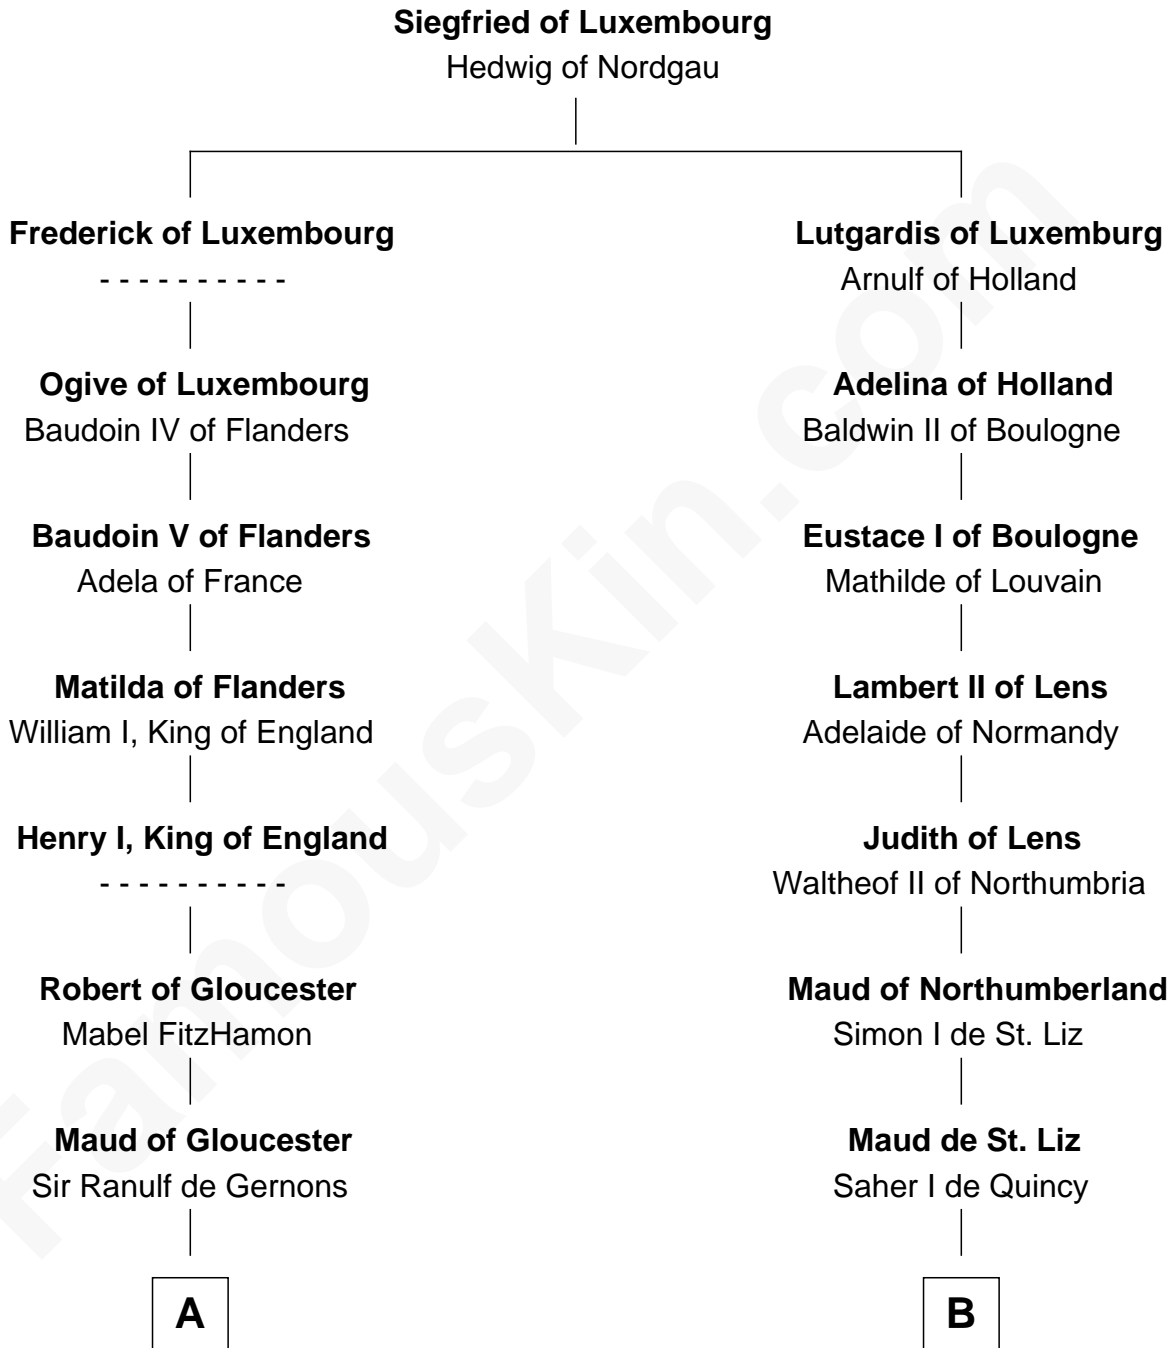 Siegfried of Luxembourg
Hedwig of Nordgau
Frederick of Luxembourg
- - - - - - - - - -
Ogive of Luxembourg
Baudoin IV of Flanders
Baudoin V of Flanders
Adela of France
Matilda of Flanders
William I, King of England
Henry I, King of England
- - - - - - - - - -
Robert of Gloucester
Mabel FitzHamon
Maud of Gloucester
Sir Ranulf de Gernons
A
Lutgardis of Luxemburg
Arnulf of Holland
Adelina of Holland
Baldwin II of Boulogne
Eustace I of Boulogne
Mathilde of Louvain
Lambert II of Lens
Adelaide of Normandy
Judith of Lens
Waltheof II of Northumbria
Maud of Northumberland
Simon I de St. Liz
Maud de St. Liz
Saher I de Quincy
B
FamousKin.com